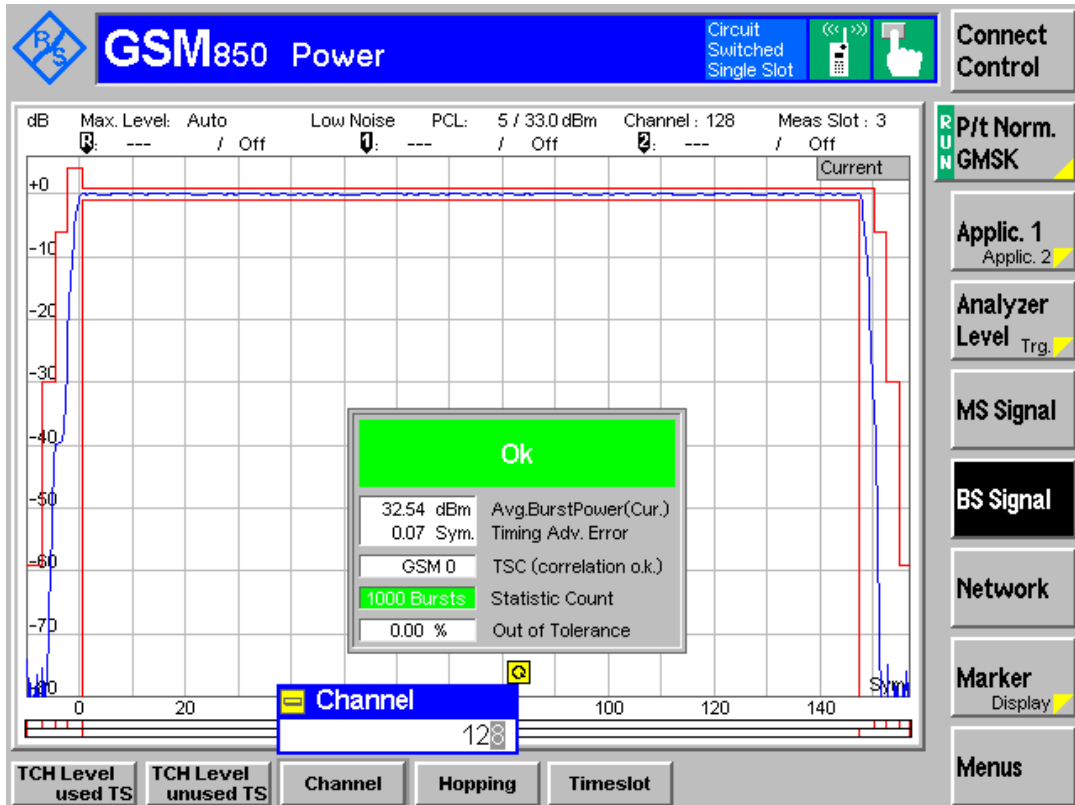 R&S
GSM850 Power
Circuit
Switched
Single Slot
Connect
Control
dB Max. Level: Auto Low Noise PCL: 5 / 33.0 dBm Channel : 128 Meas Slot : 3
R: --- / Off 1: --- / Off 2: --- / Off
Current
RUN
P/t Norm.
GMSK
Applic. 1
Applic. 2
Analyzer
Level Trg.
MS Signal
BS Signal
Network
Marker
Display
Menus
+0
-10
-20
-30
-40
-50
-60
-70
-80
Ok
32.54 dBm Avg.BurstPower(Cur.)
0.07 Sym. Timing Adv. Error
GSM 0 TSC (correlation o.k.)
1000 Bursts Statistic Count
0.00 % Out of Tolerance
Sym
0 20 100 120 140
Channel
128
TCH Level
used TS
TCH Level
unused TS
Channel
Hopping
Timeslot